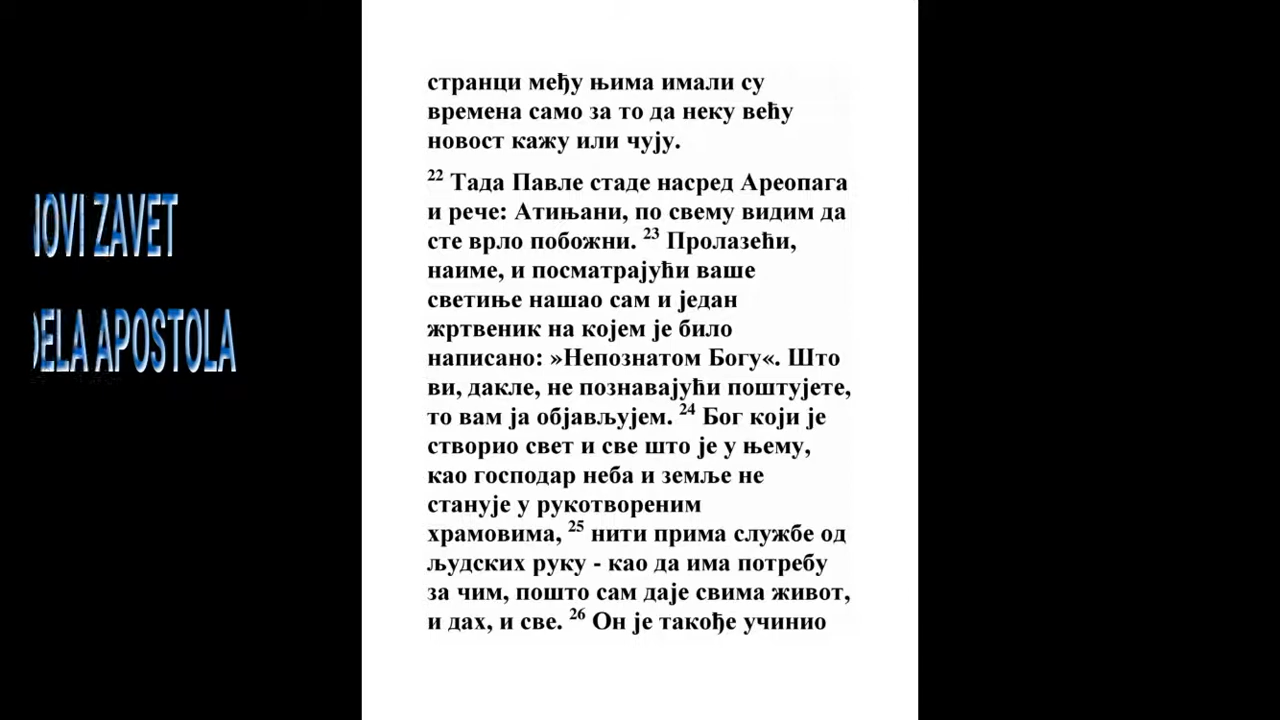 NOVI ZAVET
DELA APOSTOLA
странци међу њима имали су
времена само за то да неку већу
новост кажу или чују.
22 Тада Павле стаде насред Ареопага
и рече: Атињани, по свему видим да
сте врло побожни. 23 Пролазећи,
наиме, и посматрајући ваше
светиње нашао сам и један
жртвеник на којем је било
написано: »Непознатом Богу«. Што
ви, дакле, не познавајући поштујете,
то вам ја објављујем. 24 Бог који је
створио свет и све што је у њему,
као господар неба и земље не
станује у рукотвореним
храмовима, 25 нити прима службе од
људских руку - као да има потребу
за чим, пошто сам даје свима живот,
и дах, и све. 26 Он је такође учинио